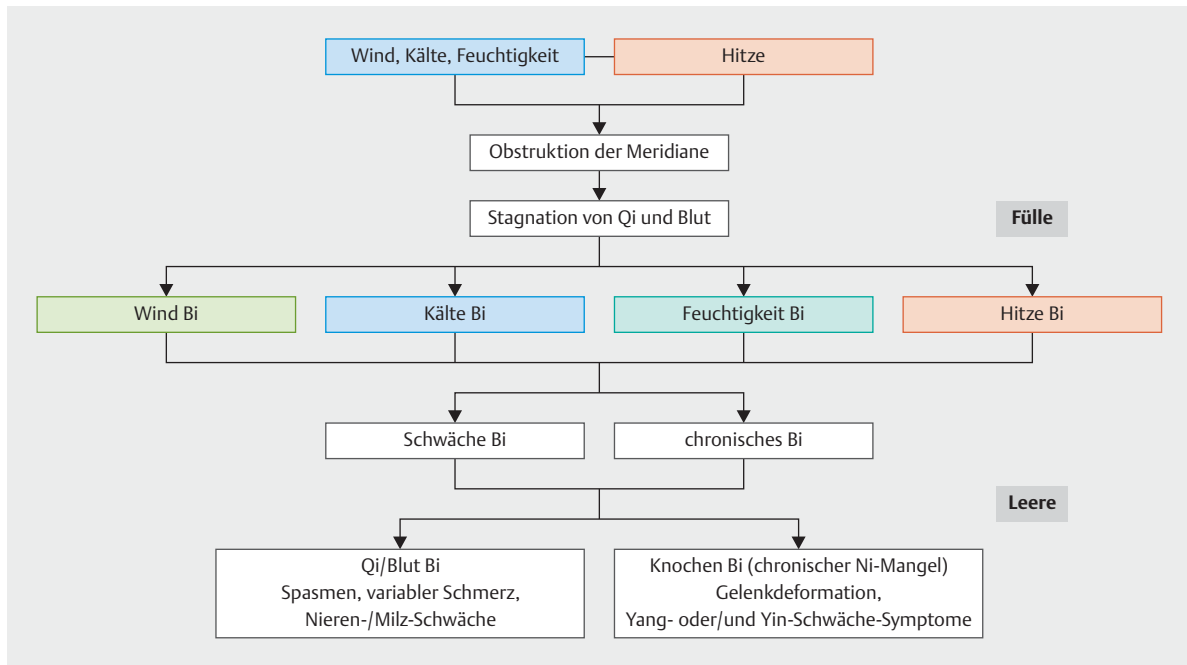 Wind, Kälte, Feuchtigkeit
Hitze
Obstruktion der Meridiane
Stagnation von Qi und Blut
Fülle
Wind Bi
Kälte Bi
Feuchtigkeit Bi
Hitze Bi
Schwäche Bi
chronisches Bi
Leere
Qi/Blut Bi
Spasmen, variabler Schmerz,
Nieren-/Milz-Schwäche
Knochen Bi (chronischer Ni-Mangel)
Gelenkdeformation,
Yang- oder/und Yin-Schwäche-Symptome